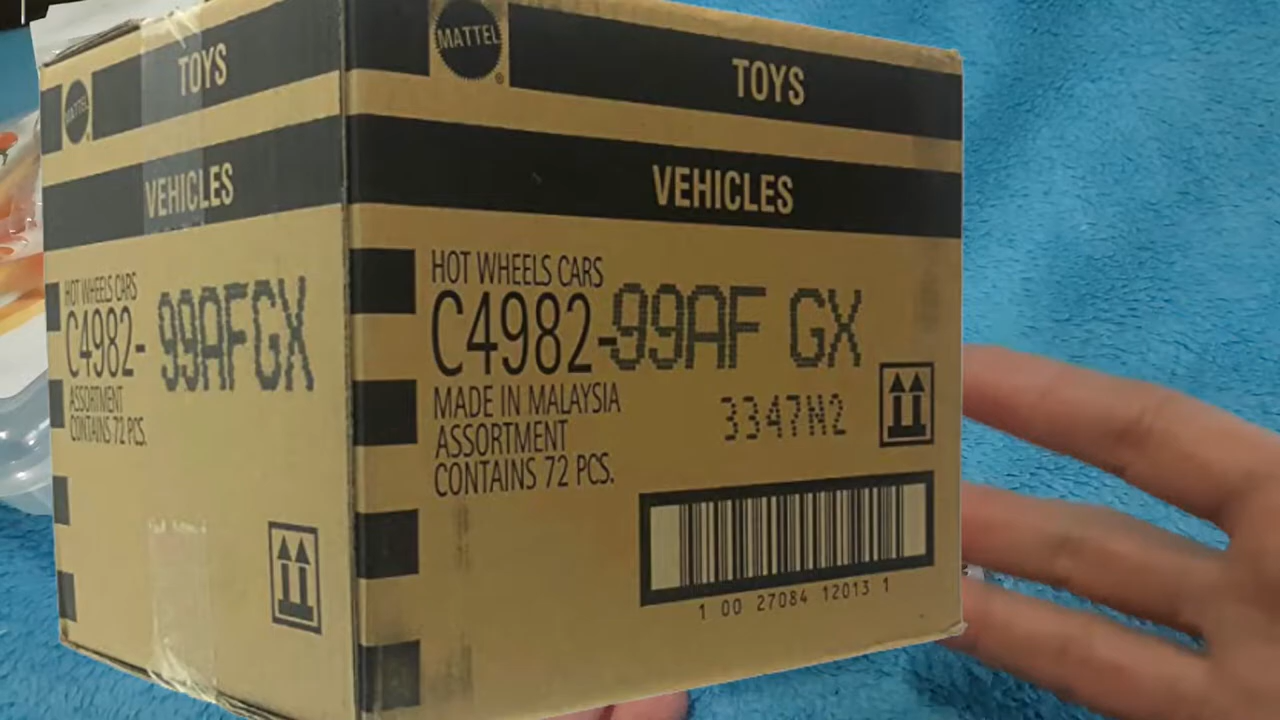 MATTEL
TOYS
VEHICLES
HOT WHEELS CARS
C4982- 99AFGX
ASSORTMENT
CONTAINS 72 PCS.
MATTEL
®
TOYS
VEHICLES
HOT WHEELS CARS
C4982-99AF GX
MADE IN MALAYSIA
3347N2
ASSORTMENT
CONTAINS 72 PCS.
1 00 27084 12013 1